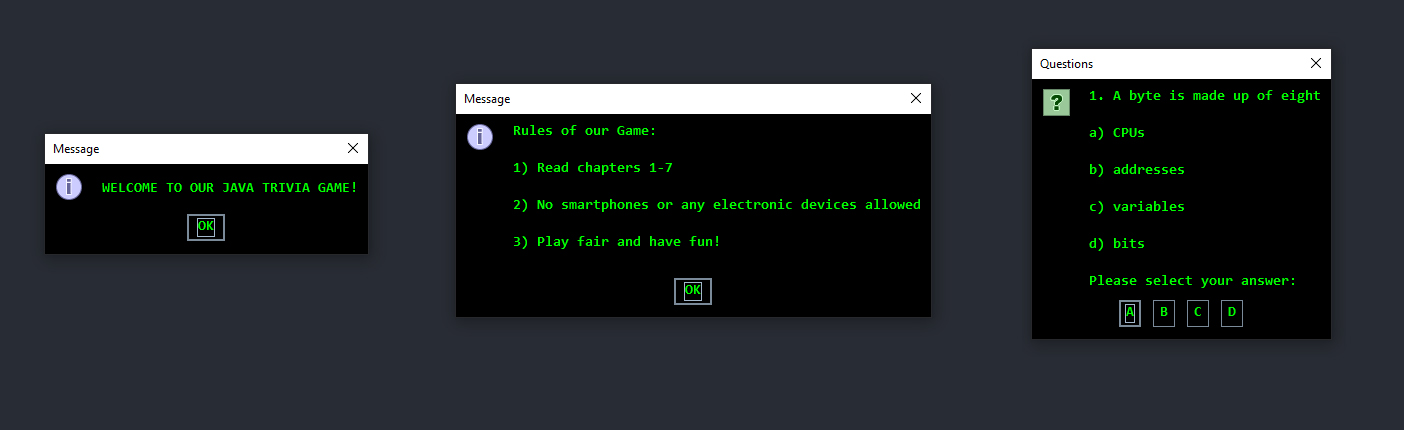 Message
WELCOME TO OUR JAVA TRIVIA GAME!
OK
Message
Rules of our Game:
1) Read chapters 1-7
2) No smartphones or any electronic devices allowed
3) Play fair and have fun!
OK
Questions
1. A byte is made up of eight
a) CPUs
b) addresses
c) variables
d) bits
Please select your answer:
A B C D